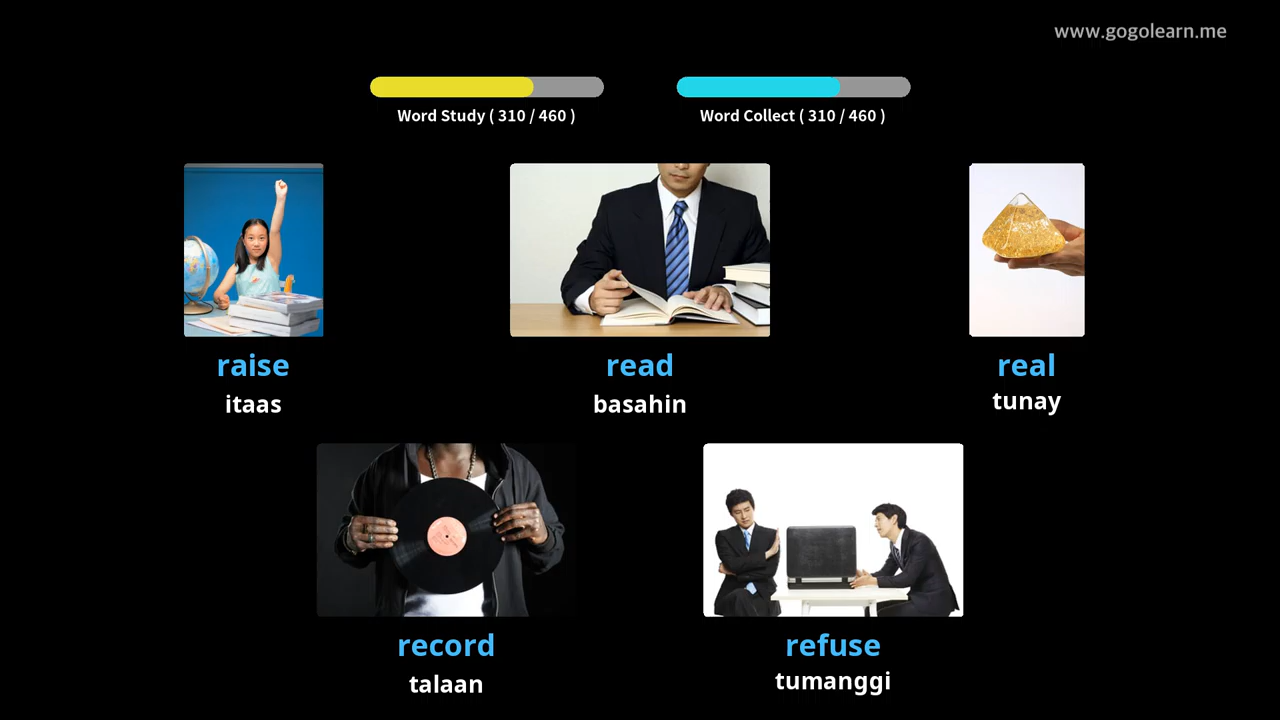 www.gogolearn.me
Word Study ( 310 / 460 )
Word Collect ( 310 / 460 )
raise
itaas
read
basahin
real
tunay
record
talaan
refuse
tumanggi